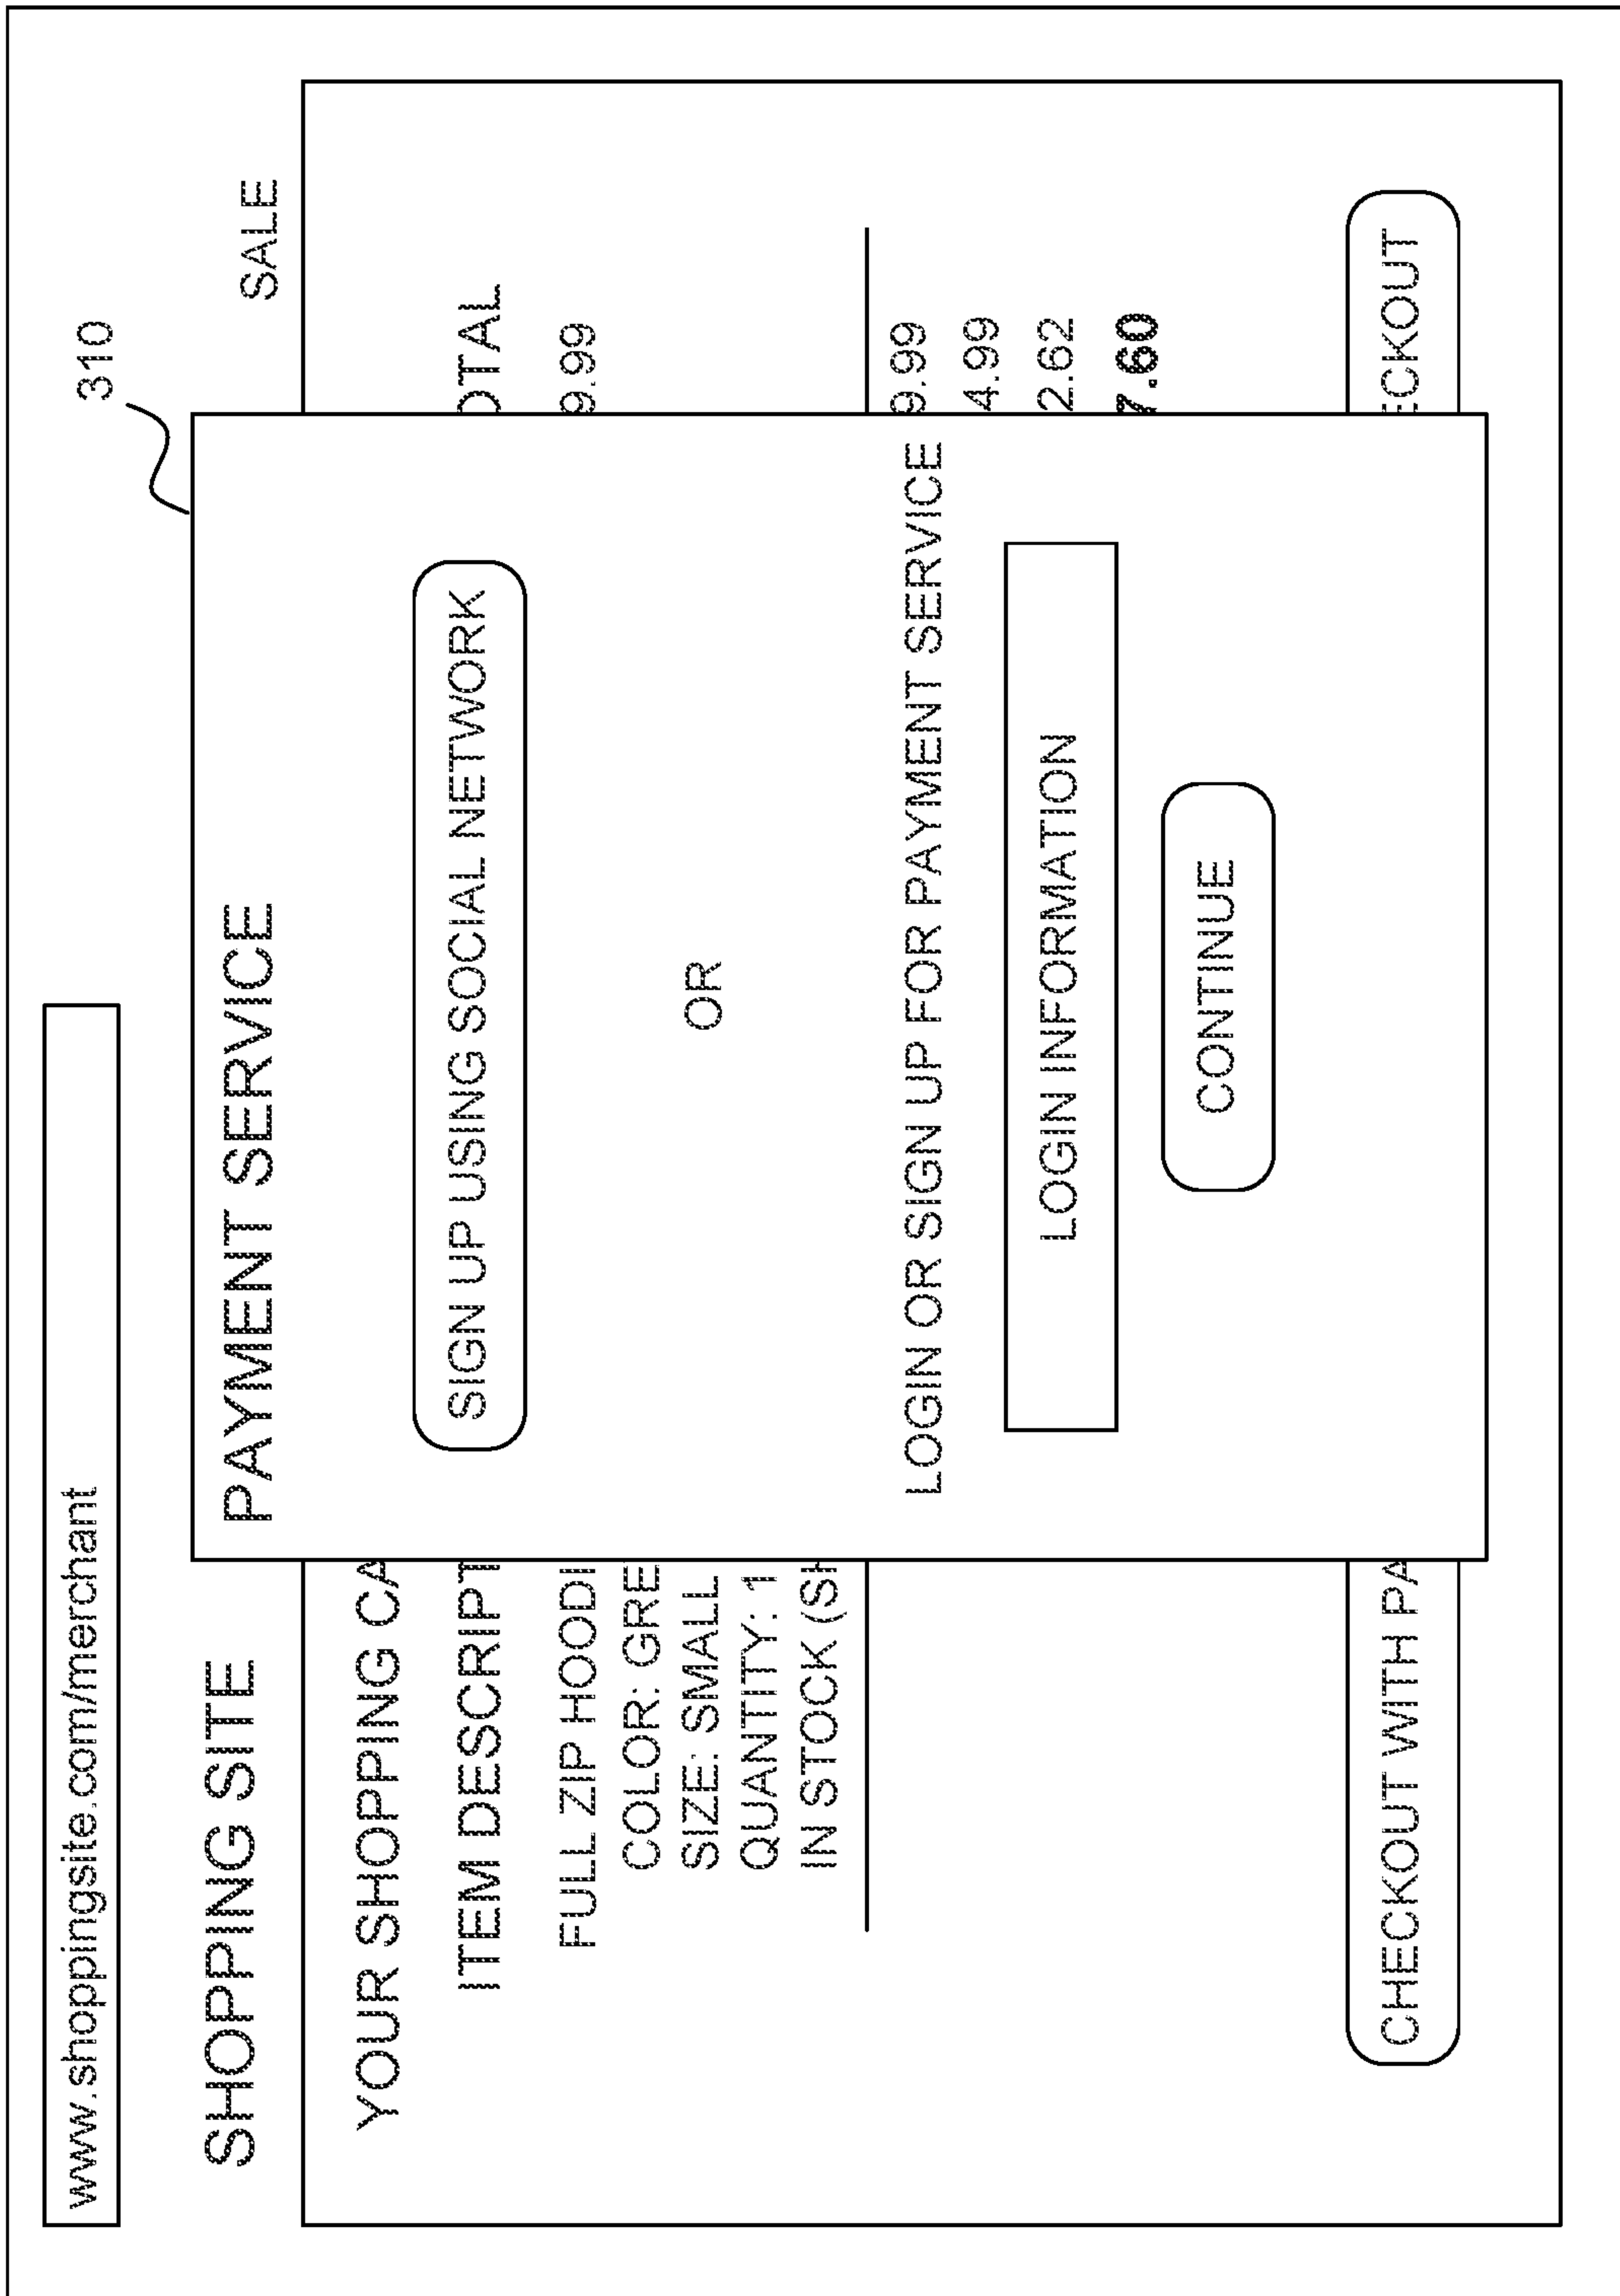 www.shoppingsite.com/merchant
310
SHOPPING SITE
SALE
YOUR SHOPPING CA
ITEM DESCRIPT
OTAL
FULL ZIP HOODI
9.99
COLOR: GRE
SIZE: SMALL
QUANTITY: 1
IN STOCK (SH
9.99
4.99
2.62
7.60
CHECKOUT WITH PA
ECKOUT
PAYMENT SERVICE
SIGN UP USING SOCIAL NETWORK
OR
LOGIN OR SIGN UP FOR PAYMENT SERVICE
LOGIN INFORMATION
CONTINUE